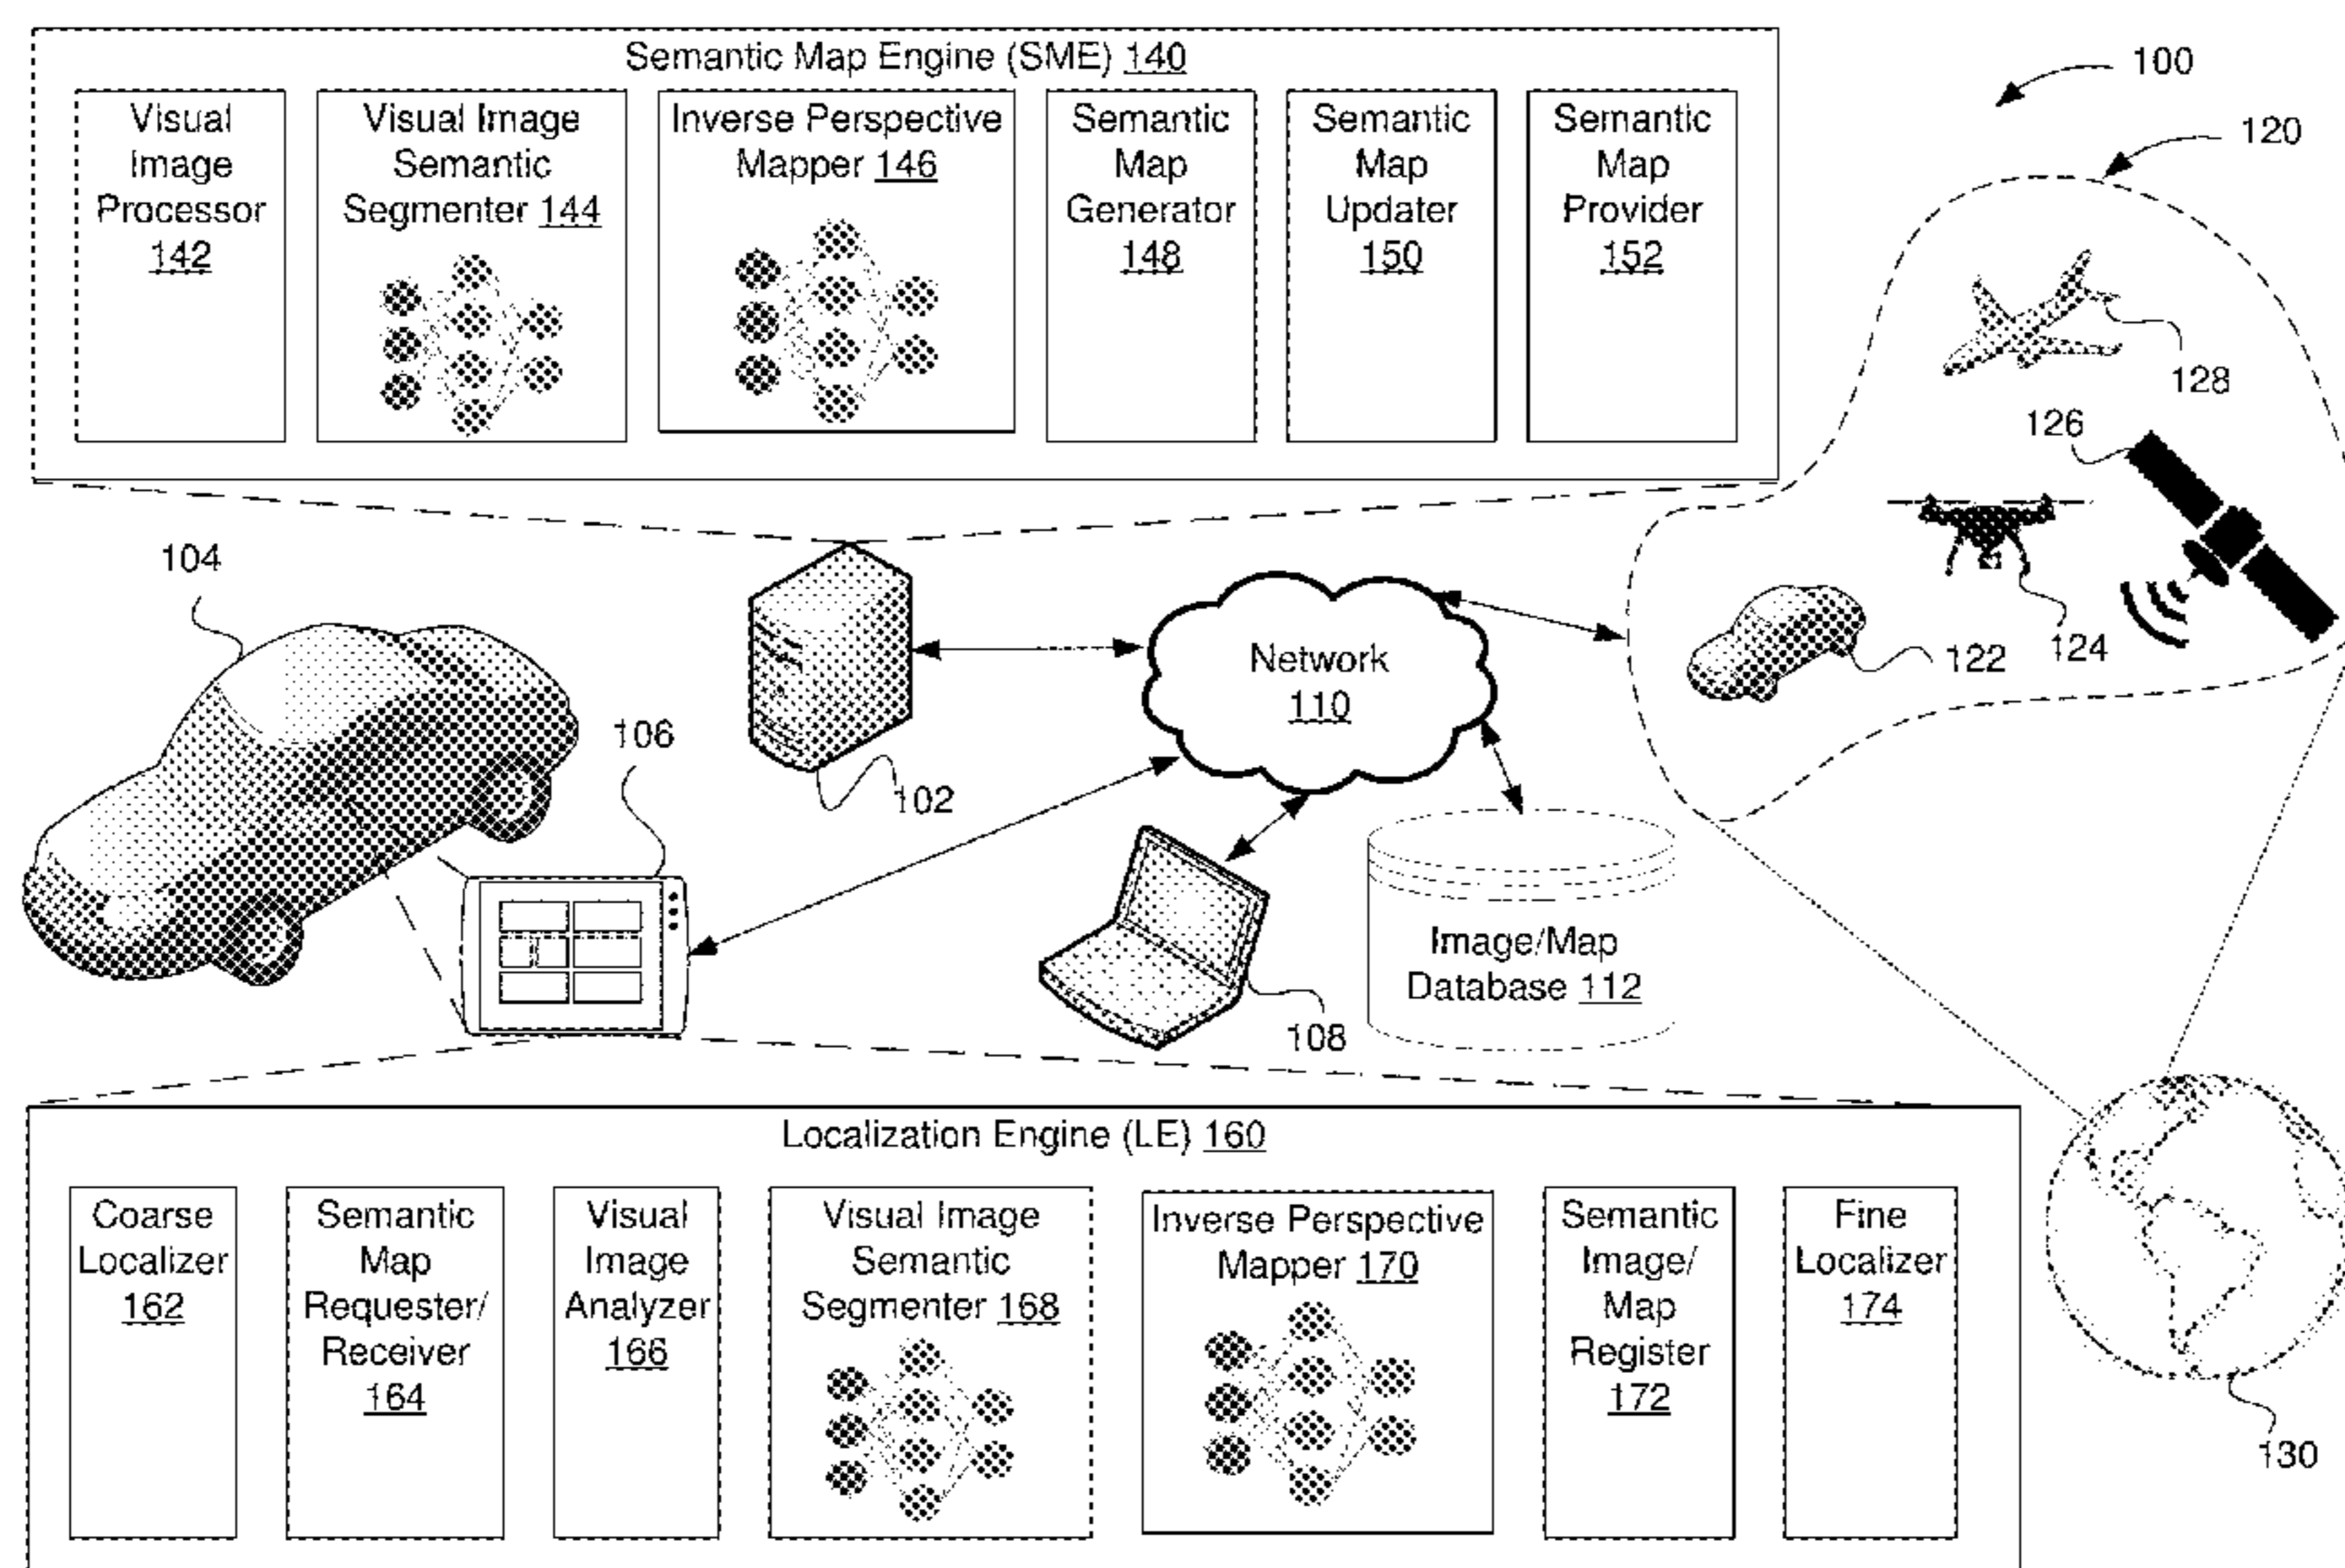 Semantic Map Engine (SME) 140
Visual
Image
Processor
142
Visual Image
Semantic
Segmenter 144
Inverse Perspective
Mapper 146
Semantic
Map
Generator
148
Semantic
Map
Updater
150
Semantic
Map
Provider
152
100
120
128
126
124
122
104
106
102
Network
110
108
Image/Map
Database 112
130
Localization Engine (LE) 160
Coarse
Localizer
162
Semantic
Map
Requester/
Receiver
164
Visual
Image
Analyzer
166
Visual Image
Semantic
Segmenter 168
Inverse Perspective
Mapper 170
Semantic
Image/
Map
Register
172
Fine
Localizer
174